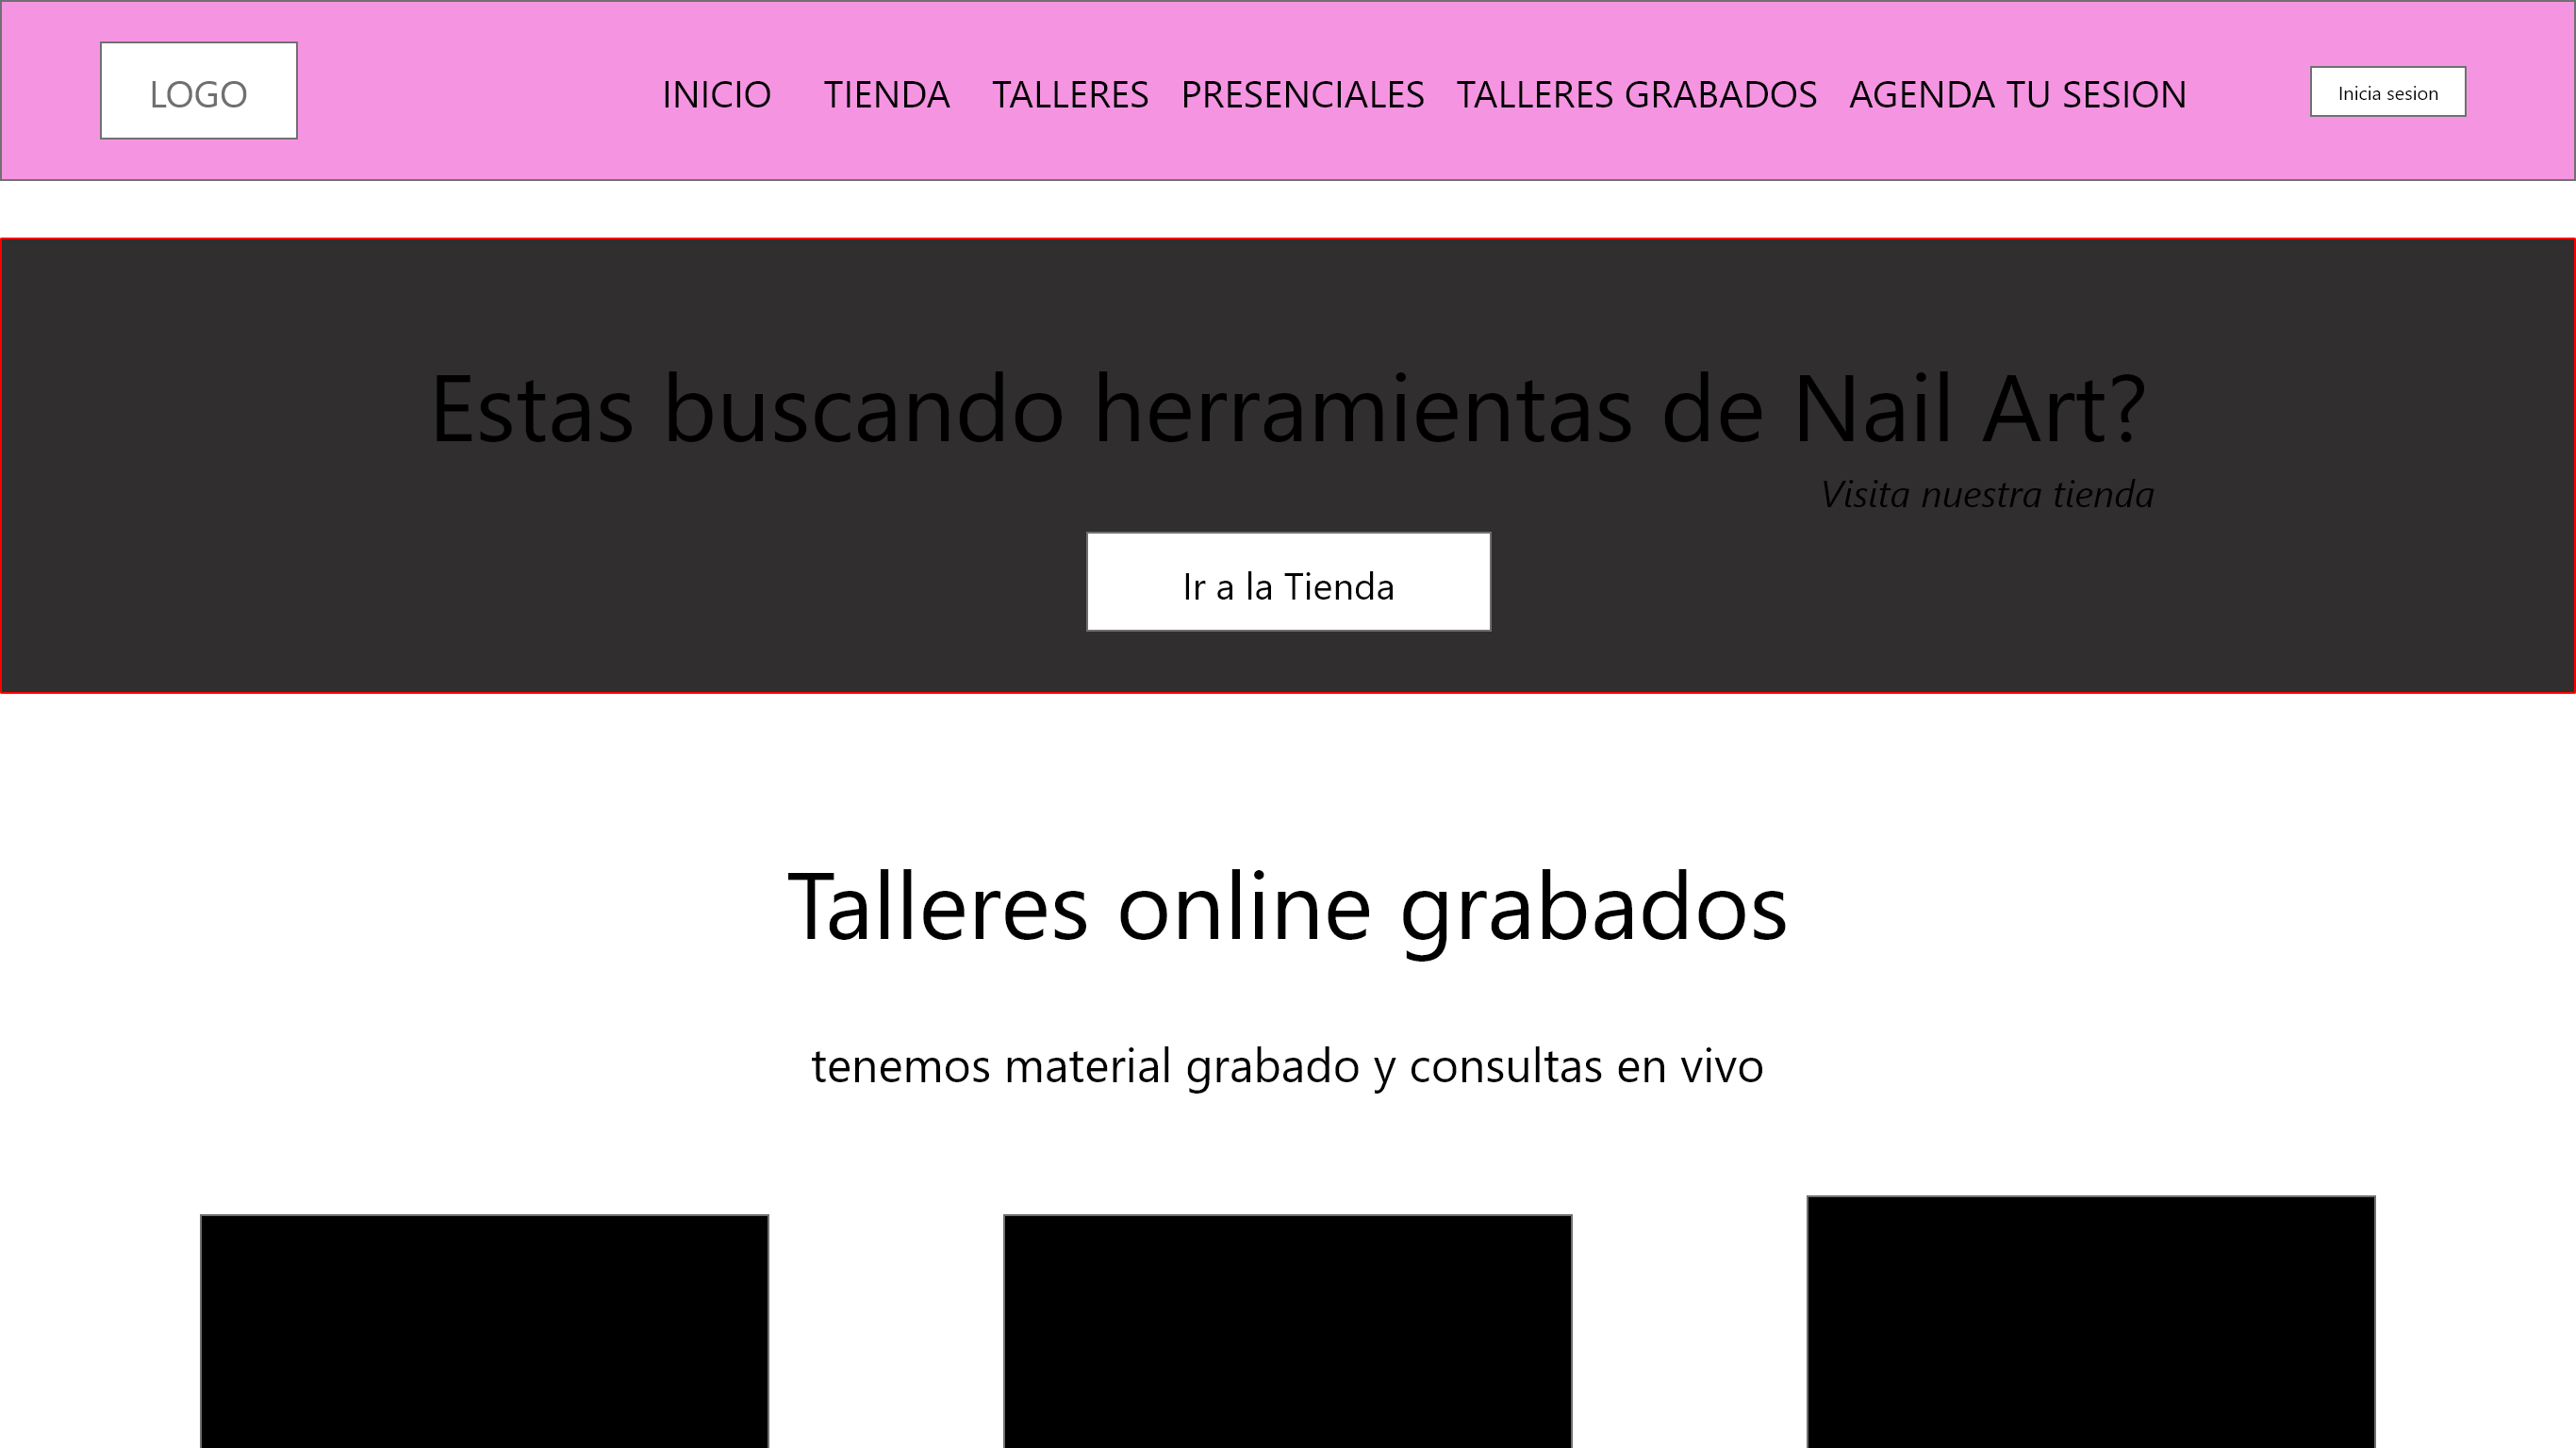 LOGO
INICIO TIENDA TALLERES PRESENCIALES TALLERES GRABADOS AGENDA TU SESION
Inicia sesion
Estas buscando herramientas de Nail Art?
Visita nuestra tienda
Ir a la Tienda
Talleres online grabados
tenemos material grabado y consultas en vivo